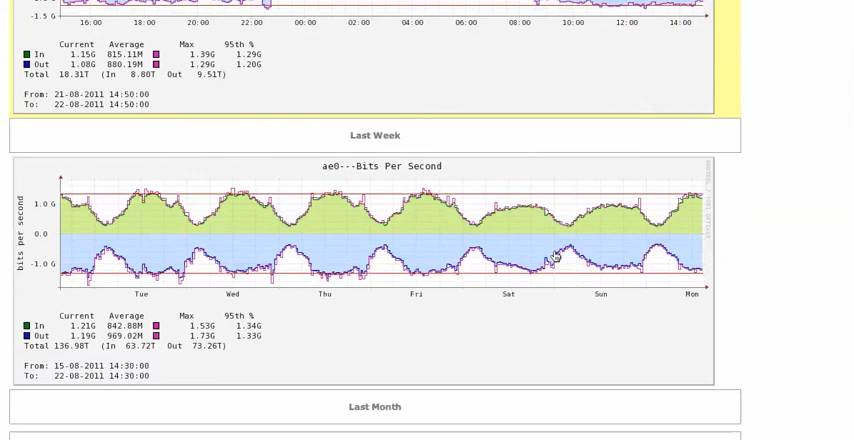 -1.5 G
16:00 18:00 20:00 22:00 00:00 02:00 04:00 06:00 08:00 10:00 12:00 14:00
Current Average Max 95th %
In 1.15G 815.11M 1.39G 1.29G
Out 1.08G 880.19M 1.29G 1.20G
Total 18.31T (In 8.80T Out 9.51T)
From: 21-08-2011 14:50:00
To: 22-08-2011 14:50:00
Last Week
ae0---Bits Per Second
bits per second
1.0 G
0.0
-1.0 G
Tue Wed Thu Fri Sat Sun Mon
Current Average Max 95th %
In 1.21G 842.88M 1.53G 1.34G
Out 1.19G 969.02M 1.73G 1.33G
Total 136.98T (In 63.72T Out 73.26T)
From: 15-08-2011 14:30:00
To: 22-08-2011 14:30:00
Last Month